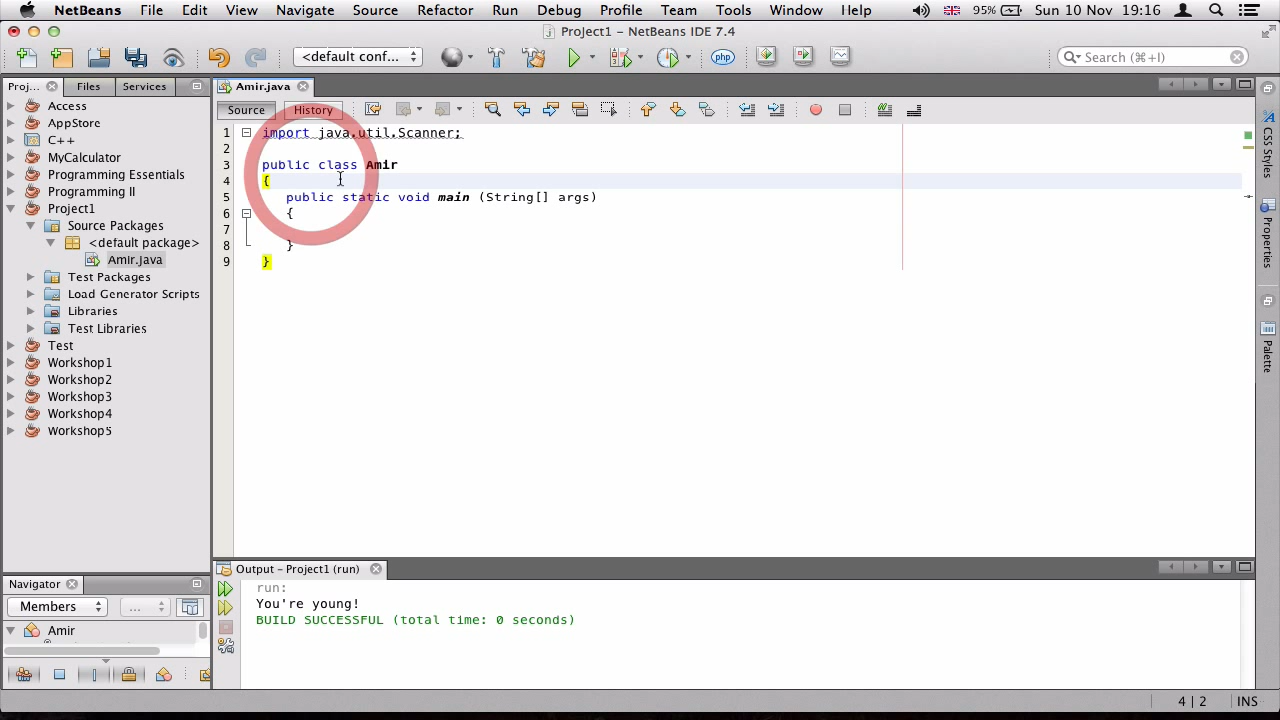 NetBeans File Edit View Navigate Source Refactor Run Debug Profile Team Tools Window Help 95% Sun 10 Nov 19:16
Project1 – NetBeans IDE 7.4
<default conf... php Search (⌘+I)
Proj... Files Services
Access
AppStore
C++
MyCalculator
Programming Essentials
Programming II
Project1
Source Packages
<default package>
Amir.java
Test Packages
Load Generator Scripts
Libraries
Test Libraries
Test
Workshop1
Workshop2
Workshop3
Workshop4
Workshop5
Navigator
Members ...
Amir
Amir.java
Source History
1 import java.util.Scanner;
2
3 public class Amir
4 {
5 public static void main (String[] args)
6 {
7
8 }
9 }
Output – Project1 (run)
run:
You're young!
BUILD SUCCESSFUL (total time: 0 seconds)
CSS Styles
Properties
Palette
4 | 2 INS